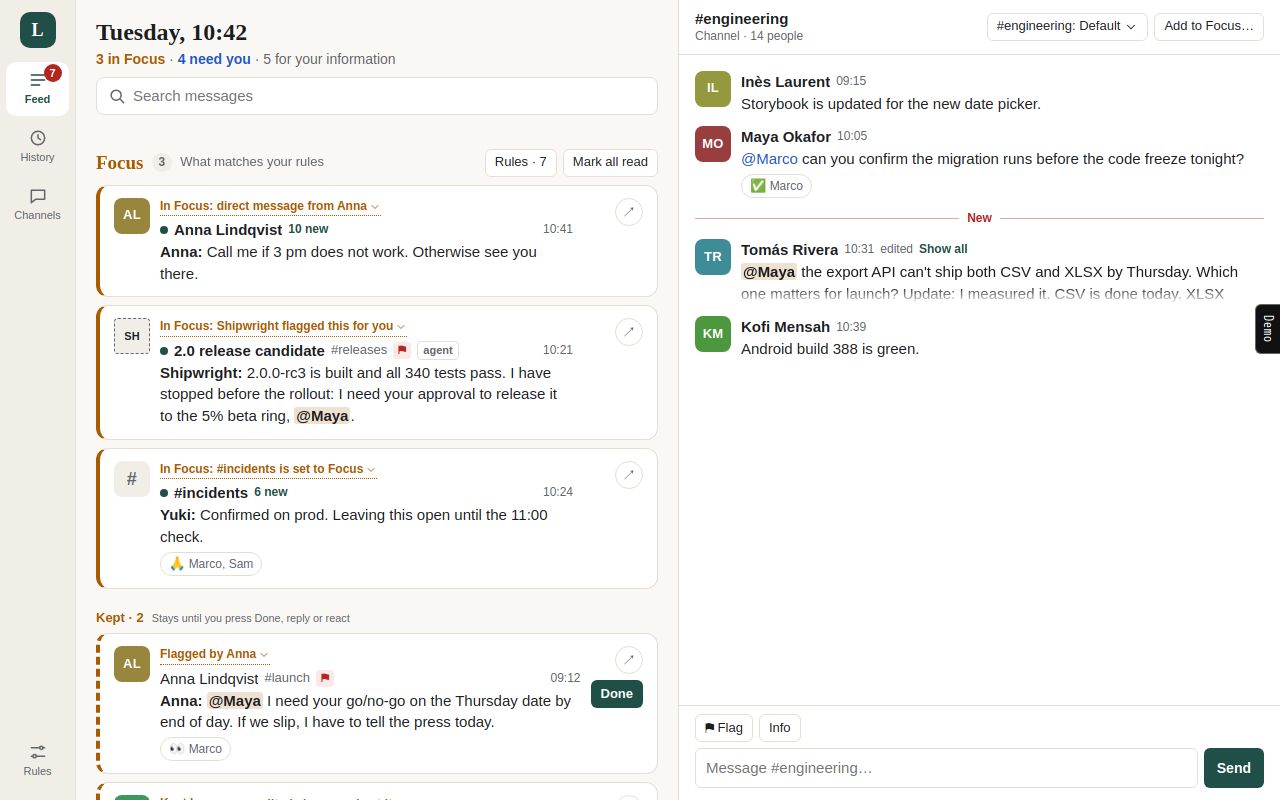 L
7
Feed
History
Channels
Rules
Tuesday, 10:42
3 in Focus · 4 need you · 5 for your information
Search messages
Focus 3 What matches your rules Rules · 7 Mark all read
AL
In Focus: direct message from Anna
Anna Lindqvist 10 new 10:41
Anna: Call me if 3 pm does not work. Otherwise see you
there.
SH
In Focus: Shipwright flagged this for you
2.0 release candidate #releases agent 10:21
Shipwright: 2.0.0-rc3 is built and all 340 tests pass. I have
stopped before the rollout: I need your approval to release it
to the 5% beta ring, @Maya.
#
In Focus: #incidents is set to Focus
#incidents 6 new 10:24
Yuki: Confirmed on prod. Leaving this open until the 11:00
check.
🙏 Marco, Sam
Kept · 2 Stays until you press Done, reply or react
AL
Flagged by Anna
Anna Lindqvist #launch 09:12
Done
Anna: @Maya I need your go/no-go on the Thursday date by
end of day. If we slip, I have to tell the press today.
👀 Marco
#engineering
Channel · 14 people
#engineering: Default
Add to Focus…
IL
Inès Laurent 09:15
Storybook is updated for the new date picker.
MO
Maya Okafor 10:05
@Marco can you confirm the migration runs before the code freeze tonight?
✅ Marco
New
TR
Tomás Rivera 10:31 edited Show all
@Maya the export API can't ship both CSV and XLSX by Thursday. Which
one matters for launch? Update: I measured it. CSV is done today. XLSX
KM
Kofi Mensah 10:39
Android build 388 is green.
Demo
Flag
Info
Message #engineering…
Send